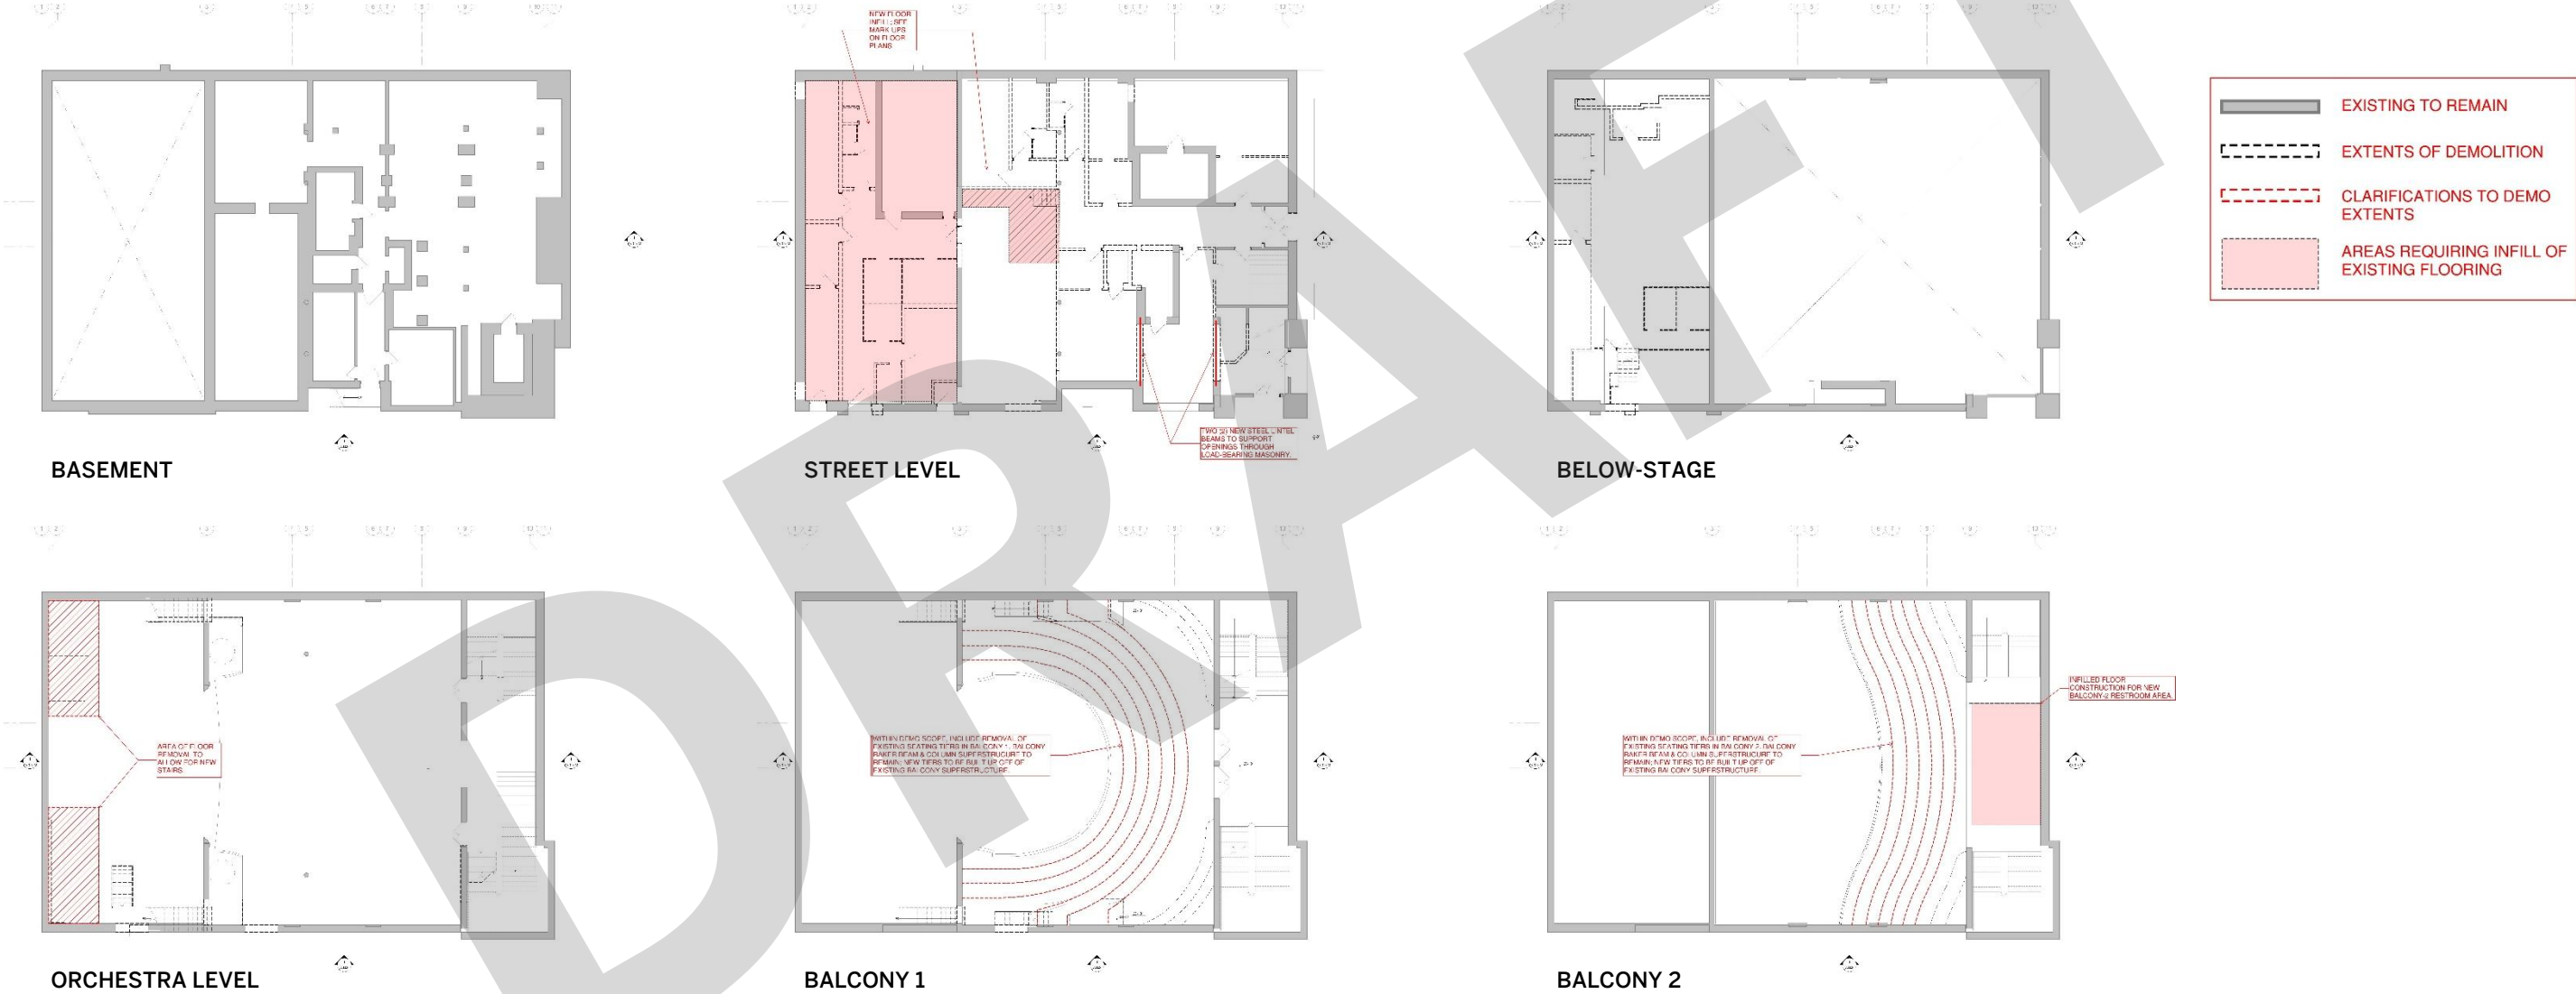 NEW FLOOR
INFILL; SEE
MARK UPS
ON FLOOR
PLANS
EXISTING TO REMAIN
EXTENTS OF DEMOLITION
CLARIFICATIONS TO DEMO
EXTENTS
AREAS REQUIRING INFILL OF
EXISTING FLOORING
TWO (2) NEW STEEL LINTEL
BEAMS TO SUPPORT
OPENINGS THROUGH
LOAD-BEARING MASONRY.
BASEMENT
STREET LEVEL
BELOW-STAGE
DRAFT
AREA OF FLOOR
REMOVAL TO
ALLOW FOR NEW
STAIRS
WITHIN DEMO SCOPE, INCLUDE REMOVAL OF
EXISTING SEATING TIERS IN BALCONY 1. BALCONY
RAKER BEAM & COLUMN SUPERSTRUCURE TO
REMAIN; NEW TIERS TO BE BUILT UP OFF OF
EXISTING BALCONY SUPERSTRUCTURE.
WITHIN DEMO SCOPE, INCLUDE REMOVAL OF
EXISTING SEATING TIERS IN BALCONY 2. BALCONY
RAKER BEAM & COLUMN SUPERSTRUCURE TO
REMAIN; NEW TIERS TO BE BUILT UP OFF OF
EXISTING BALCONY SUPERSTRUCTURE.
INFILLED FLOOR
CONSTRUCTION FOR NEW
BALCONY-2 RESTROOM AREA.
ORCHESTRA LEVEL
BALCONY 1
BALCONY 2